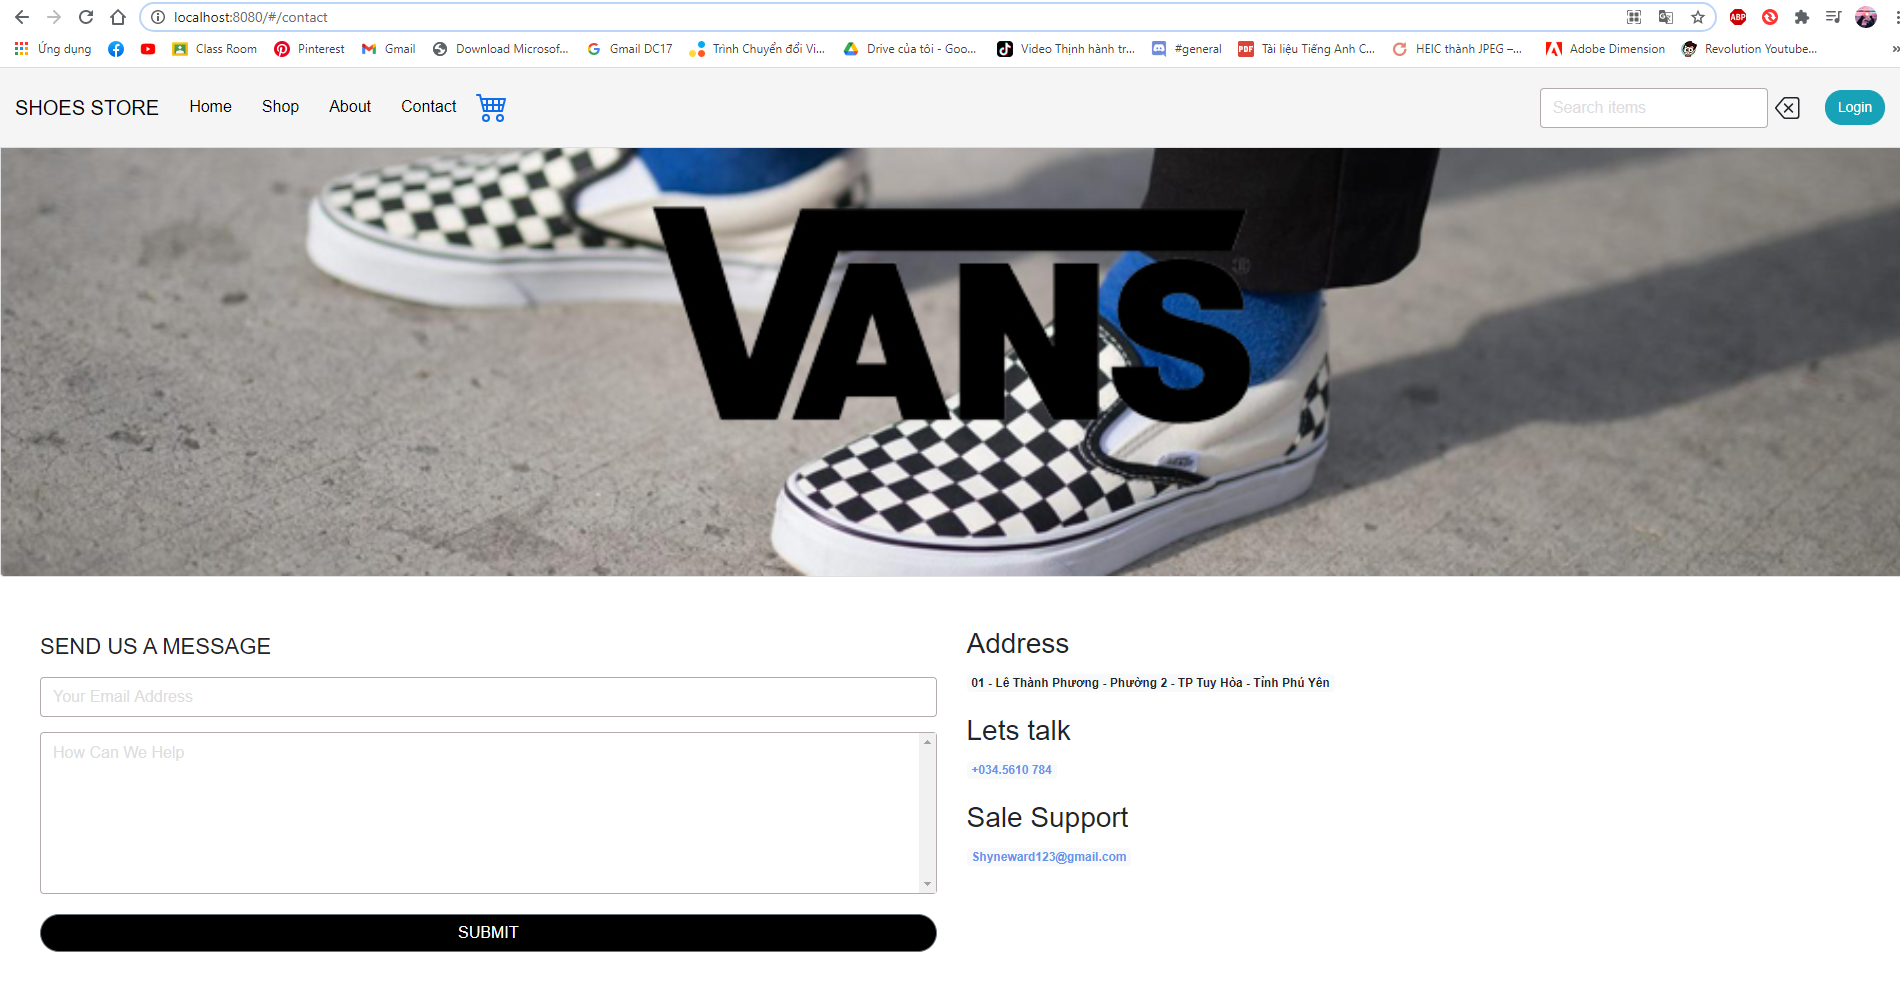 localhost:8080/#/contact
ABP
Ứng dụng Class Room Pinterest Gmail Download Microsof... Gmail DC17 Trình Chuyển đổi Vi... Drive của tôi - Goo... Video Thịnh hành tr... #general PDF Tài liệu Tiếng Anh C... HEIC thành JPEG –... Adobe Dimension Revolution Youtube... »
SHOES STORE Home Shop About Contact Search items Login
VANS®
SEND US A MESSAGE
Your Email Address
How Can We Help
SUBMIT
Address
01 - Lê Thành Phương - Phường 2 - TP Tuy Hòa - Tỉnh Phú Yên
Lets talk
+034.5610 784
Sale Support
Shyneward123@gmail.com